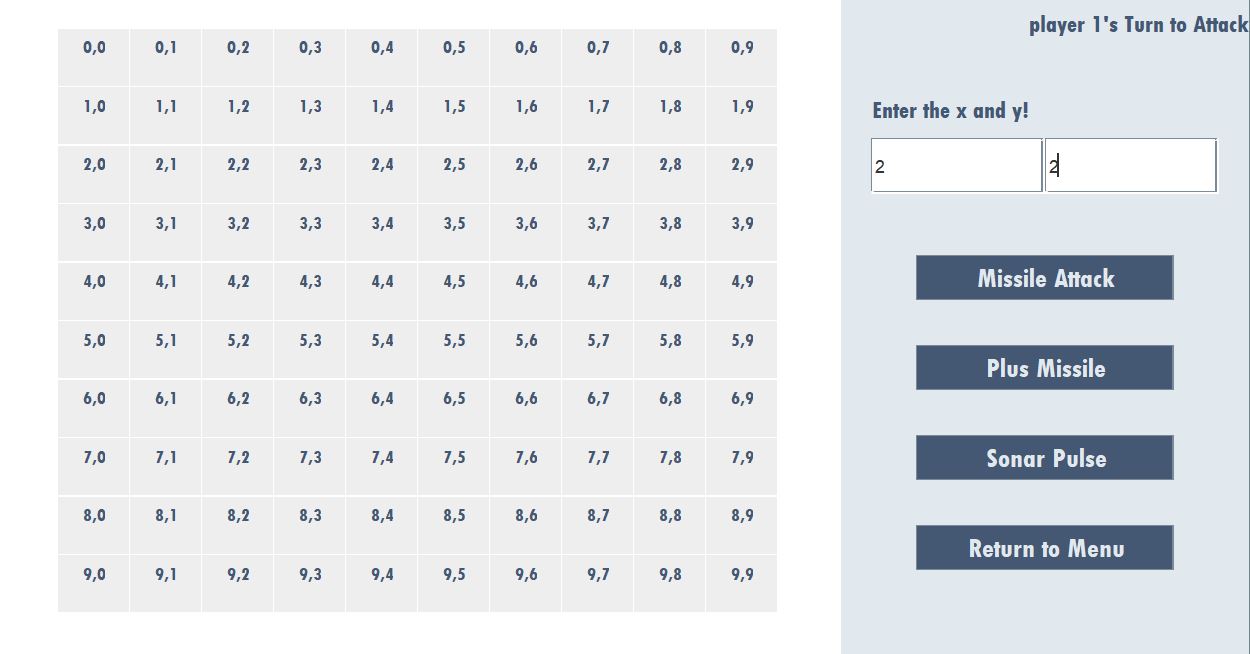 player 1's Turn to Attack
0,0 0,1 0,2 0,3 0,4 0,5 0,6 0,7 0,8 0,9
1,0 1,1 1,2 1,3 1,4 1,5 1,6 1,7 1,8 1,9
2,0 2,1 2,2 2,3 2,4 2,5 2,6 2,7 2,8 2,9
3,0 3,1 3,2 3,3 3,4 3,5 3,6 3,7 3,8 3,9
4,0 4,1 4,2 4,3 4,4 4,5 4,6 4,7 4,8 4,9
5,0 5,1 5,2 5,3 5,4 5,5 5,6 5,7 5,8 5,9
6,0 6,1 6,2 6,3 6,4 6,5 6,6 6,7 6,8 6,9
7,0 7,1 7,2 7,3 7,4 7,5 7,6 7,7 7,8 7,9
8,0 8,1 8,2 8,3 8,4 8,5 8,6 8,7 8,8 8,9
9,0 9,1 9,2 9,3 9,4 9,5 9,6 9,7 9,8 9,9
Enter the x and y!
2 2
Missile Attack
Plus Missile
Sonar Pulse
Return to Menu